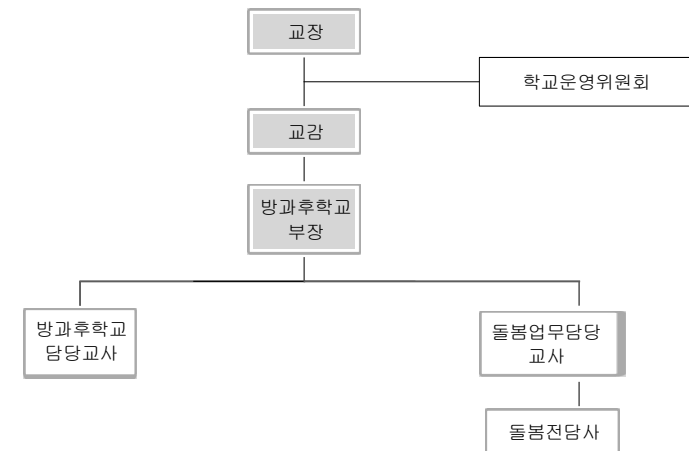 교장
학교운영위원회
교감
방과후학교
부장
방과후학교
담당교사
돌봄업무담당
교사
돌봄전담사